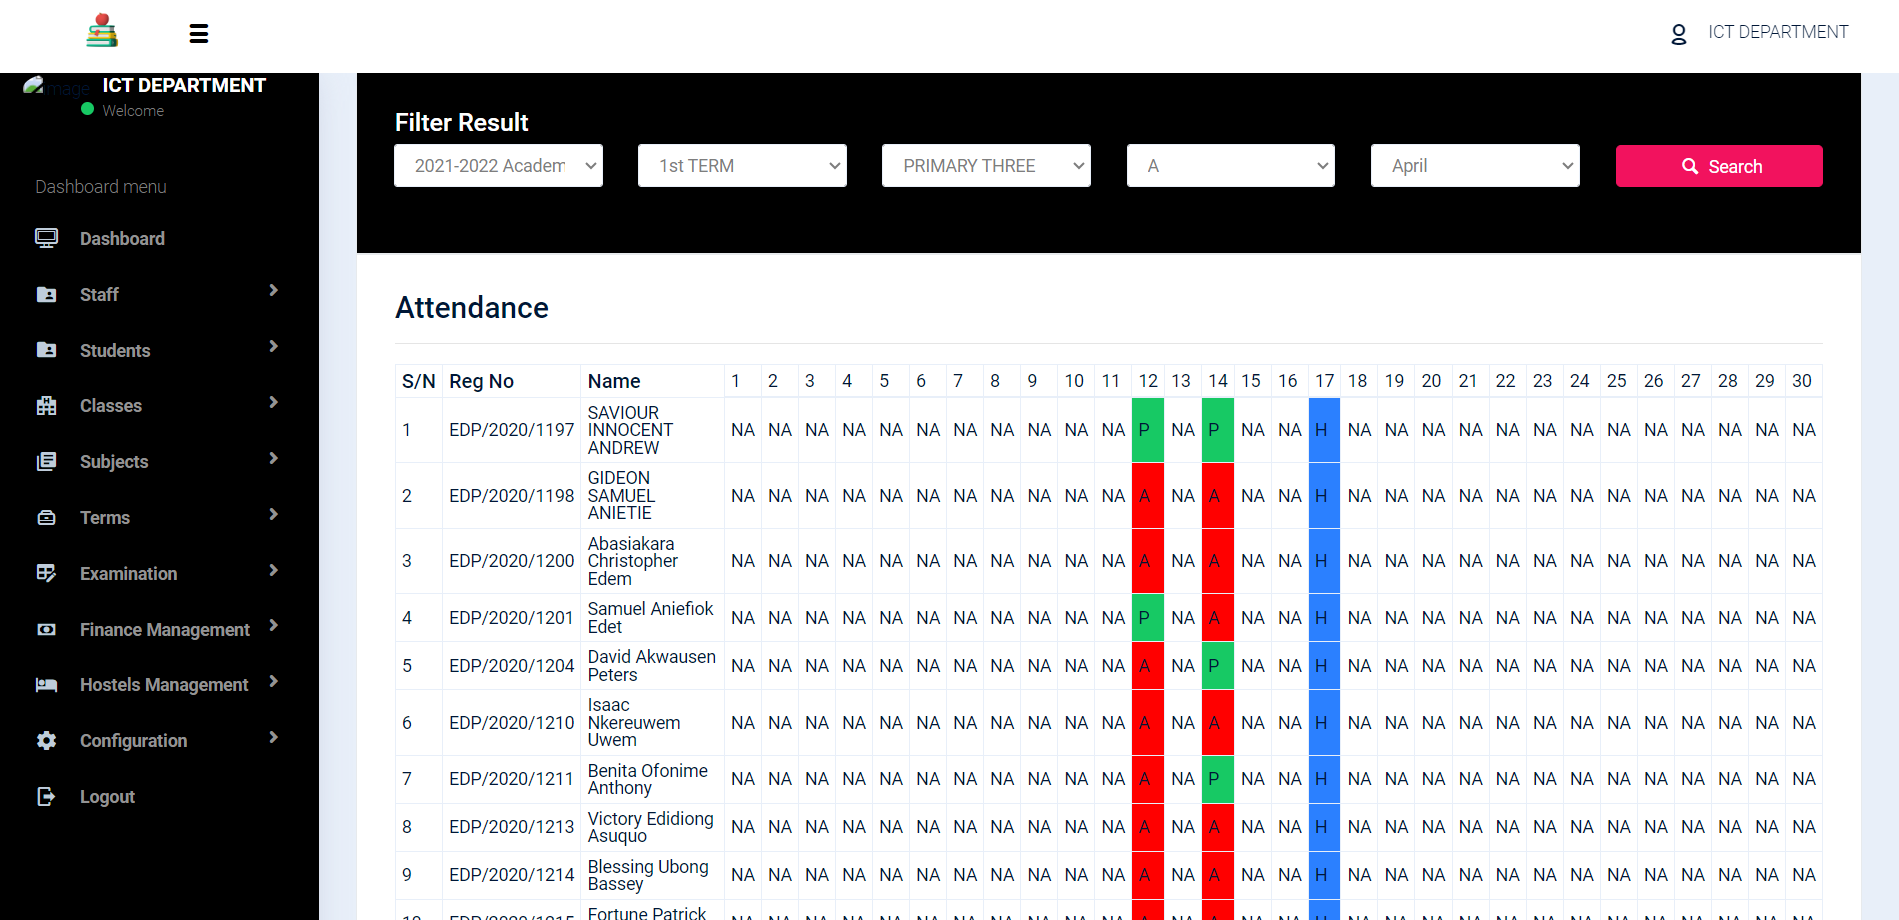 ICT DEPARTMENT
image
ICT DEPARTMENT
Welcome
Dashboard menu
Dashboard
Staff
Students
Classes
Subjects
Terms
Examination
Finance Management
Hostels Management
Configuration
Logout
Filter Result
2021-2022 Academ
1st TERM
PRIMARY THREE
A
April
Search
Attendance
S/N Reg No Name 1 2 3 4 5 6 7 8 9 10 11 12 13 14 15 16 17 18 19 20 21 22 23 24 25 26 27 28 29 30
1 EDP/2020/1197 SAVIOUR INNOCENT ANDREW NA NA NA NA NA NA NA NA NA NA NA P NA P NA NA H NA NA NA NA NA NA NA NA NA NA NA NA NA
2 EDP/2020/1198 GIDEON SAMUEL ANIETIE NA NA NA NA NA NA NA NA NA NA NA A NA A NA NA H NA NA NA NA NA NA NA NA NA NA NA NA NA
3 EDP/2020/1200 Abasiakara Christopher Edem NA NA NA NA NA NA NA NA NA NA NA A NA A NA NA H NA NA NA NA NA NA NA NA NA NA NA NA NA
4 EDP/2020/1201 Samuel Aniefiok Edet NA NA NA NA NA NA NA NA NA NA NA P NA A NA NA H NA NA NA NA NA NA NA NA NA NA NA NA NA
5 EDP/2020/1204 David Akwausen Peters NA NA NA NA NA NA NA NA NA NA NA A NA P NA NA H NA NA NA NA NA NA NA NA NA NA NA NA NA
6 EDP/2020/1210 Isaac Nkereuwem Uwem NA NA NA NA NA NA NA NA NA NA NA A NA A NA NA H NA NA NA NA NA NA NA NA NA NA NA NA NA
7 EDP/2020/1211 Benita Ofonime Anthony NA NA NA NA NA NA NA NA NA NA NA A NA P NA NA H NA NA NA NA NA NA NA NA NA NA NA NA NA
8 EDP/2020/1213 Victory Edidiong Asuquo NA NA NA NA NA NA NA NA NA NA NA A NA A NA NA H NA NA NA NA NA NA NA NA NA NA NA NA NA
9 EDP/2020/1214 Blessing Ubong Bassey NA NA NA NA NA NA NA NA NA NA NA A NA A NA NA H NA NA NA NA NA NA NA NA NA NA NA NA NA
Fortune Patrick